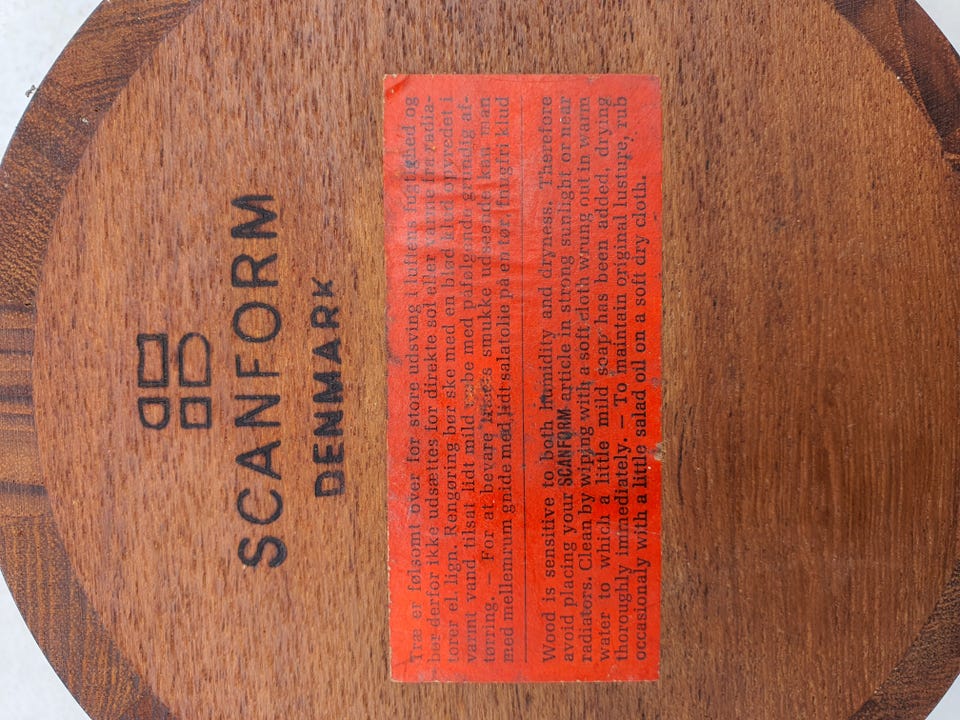 SCANFORM
DENMARK
Træ er følsomt over for store udsving i luftens fugtighed og
bør derfor ikke udsættes for direkte sol eller varme fra radia-
torer el. lign. Rengøring bør ske med en blød klud opvredet i
varmt vand tilsat lidt mild sæbe med påfølgende grundig af-
tørring. — For at bevare træets smukke udseende kan man
med mellemrum gnide med lidt salatolie på en tør, fnugfri klud
Wood is sensitive to both humidity and dryness. Therefore
avoid placing your SCANFORM article in strong sunlight or near
radiators. Clean by wiping with a soft cloth wrung out in warm
water to which a little mild soap has been added, drying
thoroughly immediately. — To maintain original lusture, rub
occasionaly with a little salad oil on a soft dry cloth.